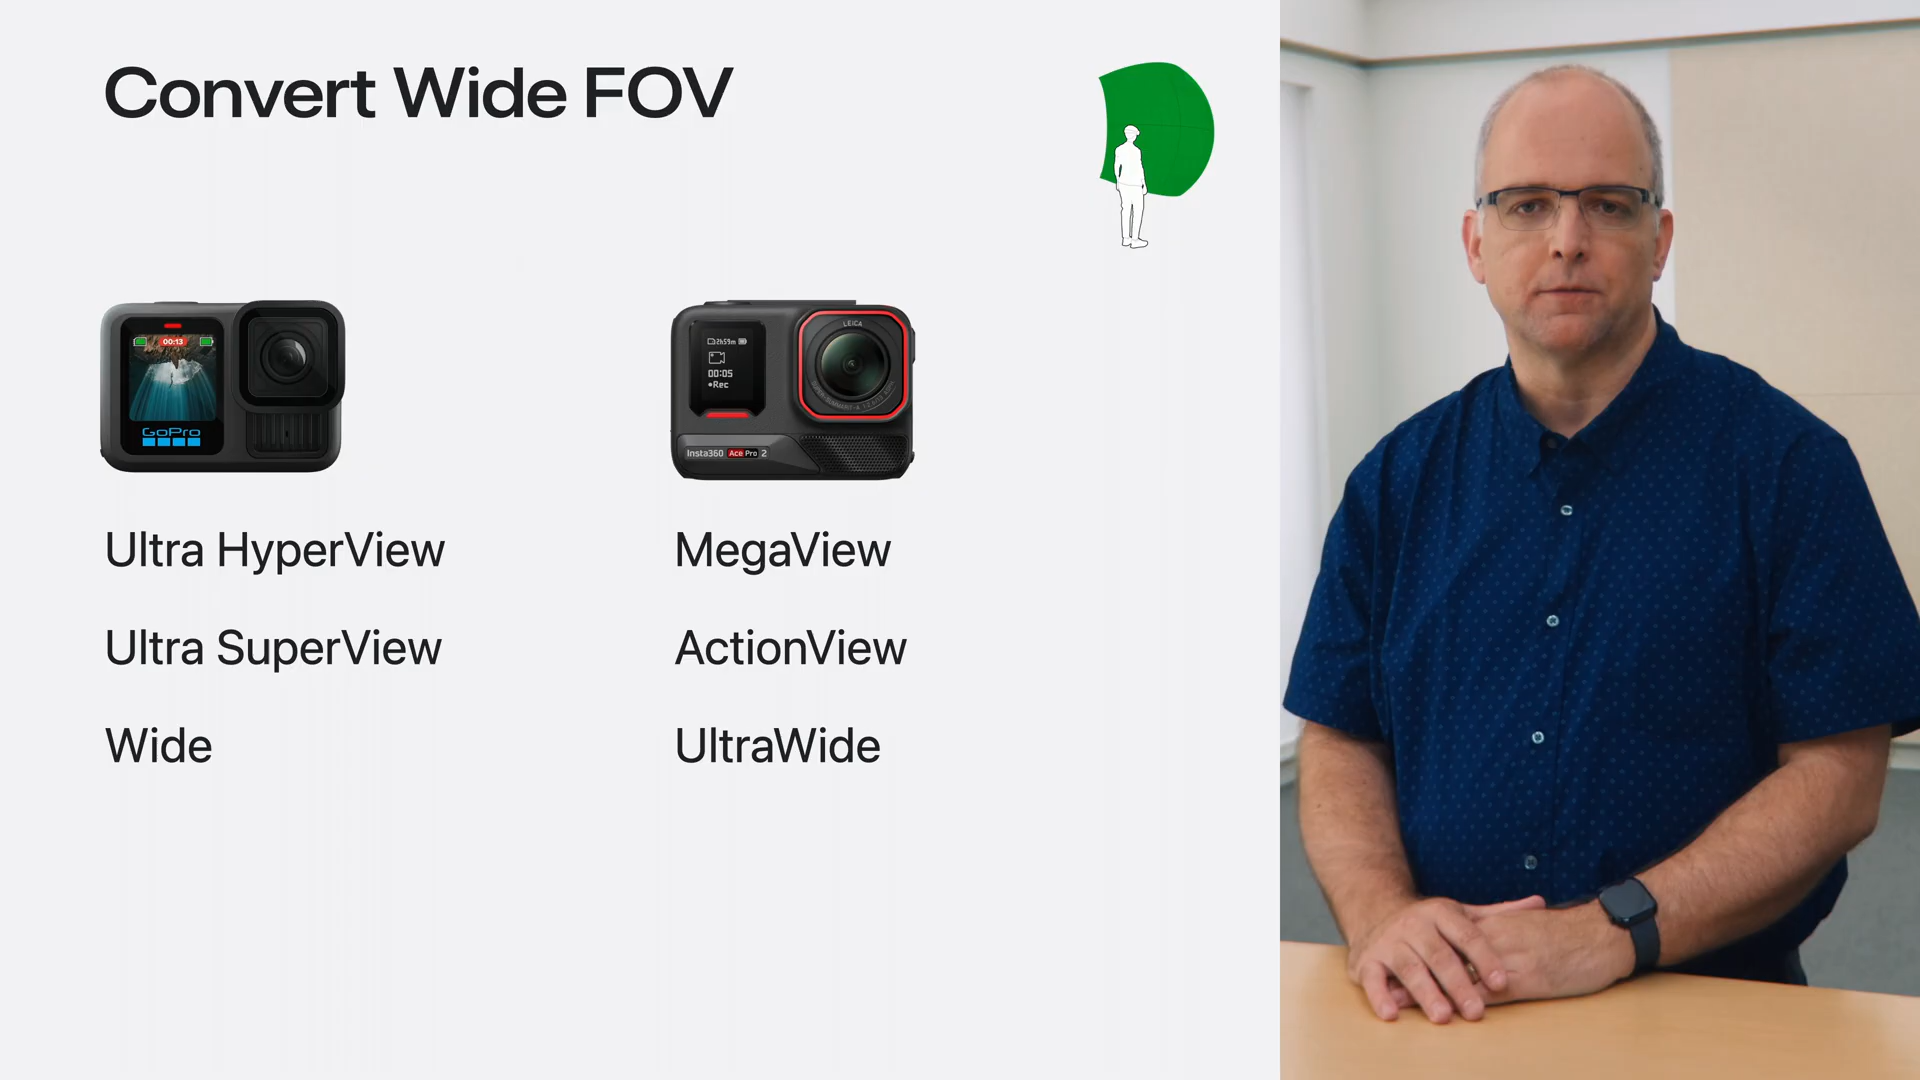 Convert Wide FOV
00:13
GoPro
LEICA
2h59m
00:05
•Rec
Insta360 Ace Pro 2
Ultra HyperView
MegaView
Ultra SuperView
ActionView
Wide
UltraWide